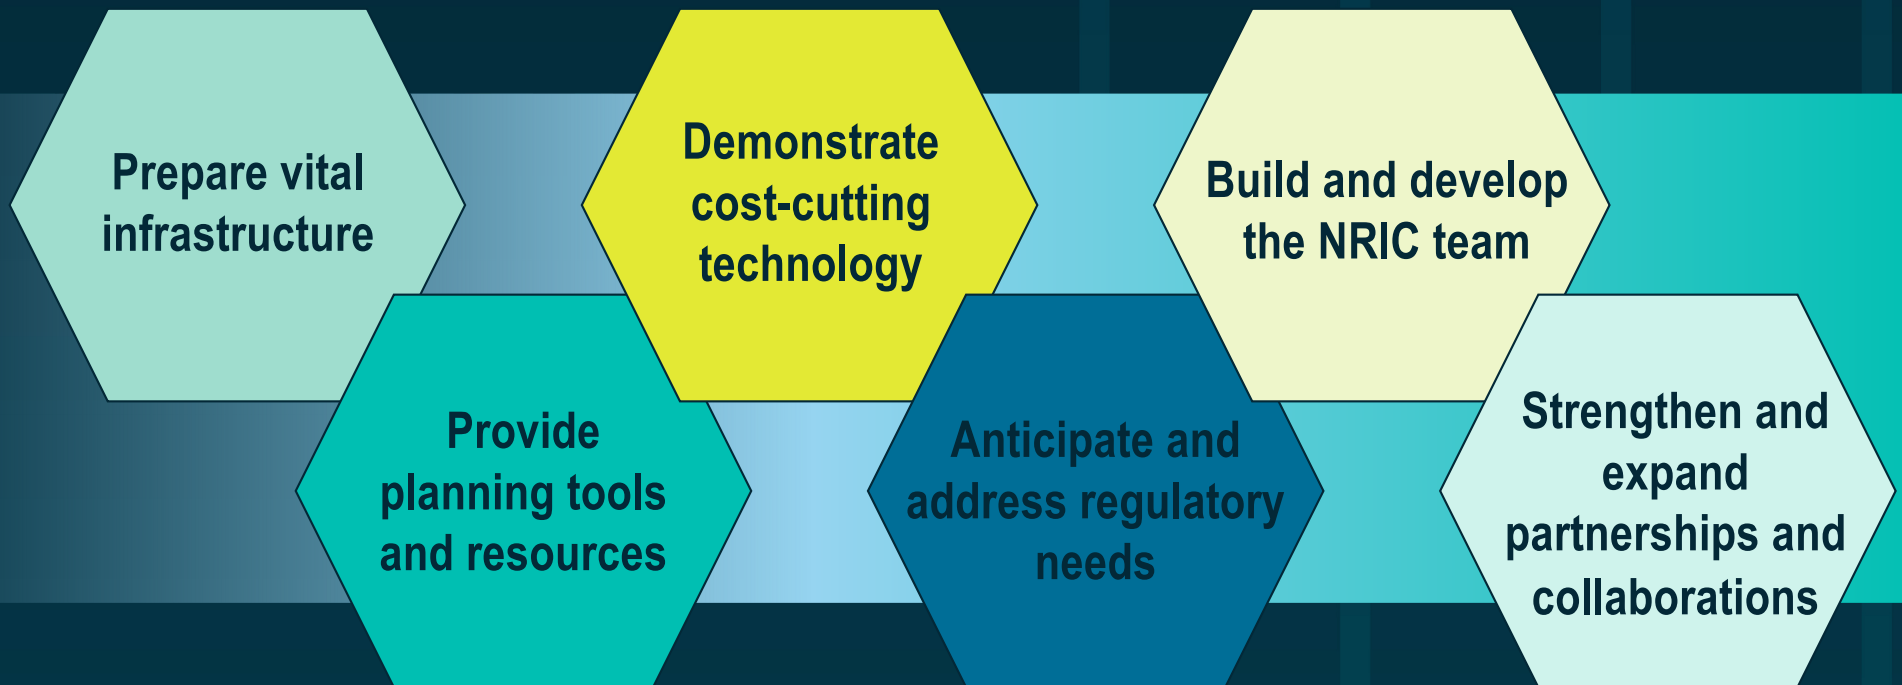 Prepare vital
infrastructure
Provide
planning tools
and resources
Demonstrate
cost-cutting
technology
Anticipate and
address regulatory
needs
Build and develop
the NRIC team
Strengthen and
expand
partnerships and
collaborations